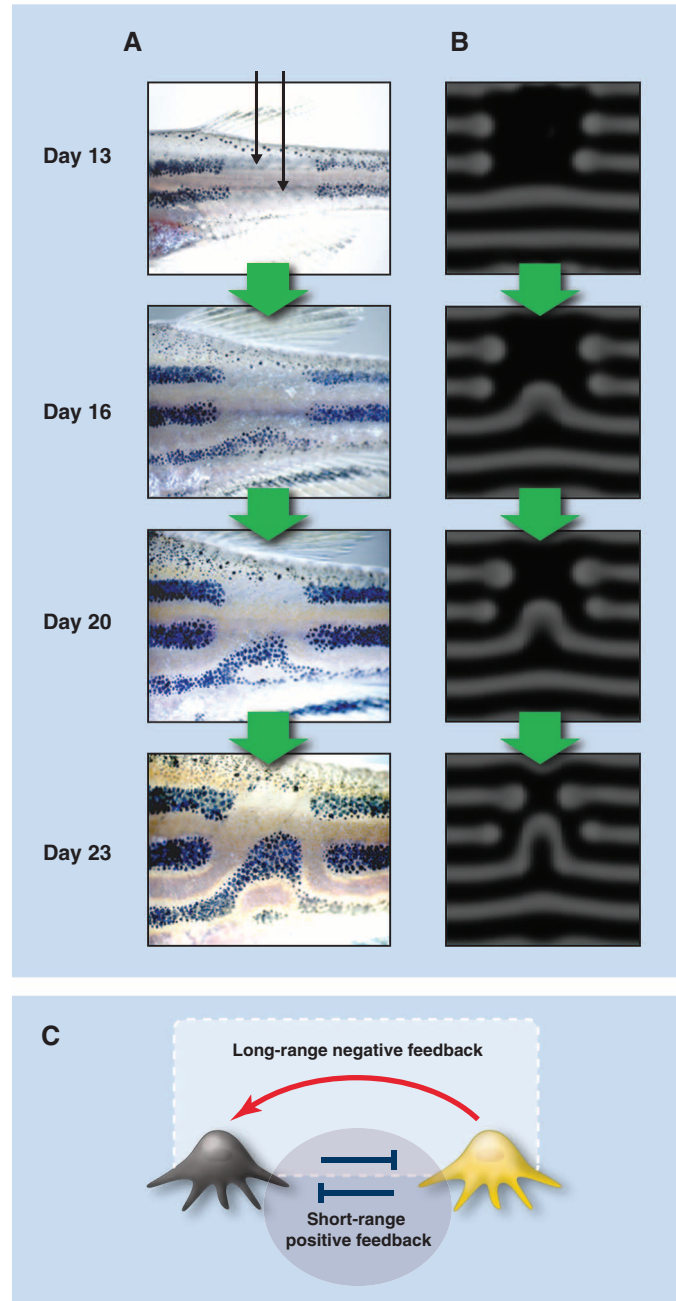 A
B
Day 13
Day 16
Day 20
Day 23
C
Long-range negative feedback
Short-range
positive feedback